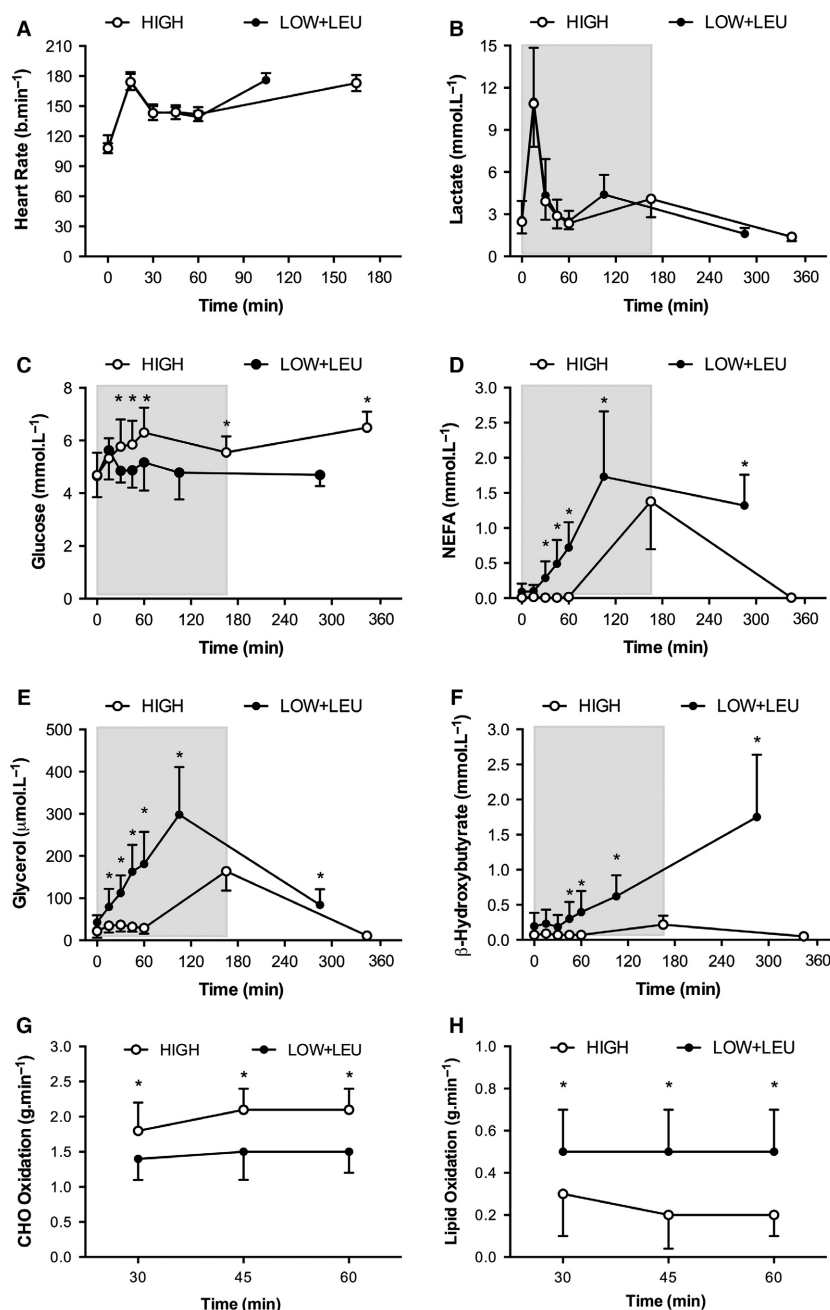 A
HIGH LOW+LEU
Heart Rate (b.min⁻¹)
210
180
150
120
90
60
30
0
0 30 60 90 120 150 180
Time (min)
B
HIGH LOW+LEU
Lactate (mmol.L⁻¹)
15
12
9
6
3
0
0 60 120 180 240 300 360
Time (min)
C
HIGH LOW+LEU
Glucose (mmol.L⁻¹)
8
6
4
2
0
* * *
*
*
0 60 120 180 240 300 360
Time (min)
D
HIGH LOW+LEU
NEFA (mmol.L⁻¹)
3.0
2.5
2.0
1.5
1.0
0.5
0.0
* * * * *
0 60 120 180 240 300 360
Time (min)
E
HIGH LOW+LEU
Glycerol (μmol.L⁻¹)
500
400
300
200
100
0
* * * * * *
0 60 120 180 240 300 360
Time (min)
F
HIGH LOW+LEU
β-Hydroxybutyrate (mmol.L⁻¹)
3.0
2.5
2.0
1.5
1.0
0.5
0.0
* * * *
0 60 120 180 240 300 360
Time (min)
G
HIGH LOW+LEU
CHO Oxidation (g.min⁻¹)
3.0
2.5
2.0
1.5
1.0
0.5
0.0
* * *
30 45 60
Time (min)
H
HIGH LOW+LEU
Lipid Oxidation (g.min⁻¹)
1.0
0.8
0.6
0.4
0.2
0.0
* * *
30 45 60
Time (min)